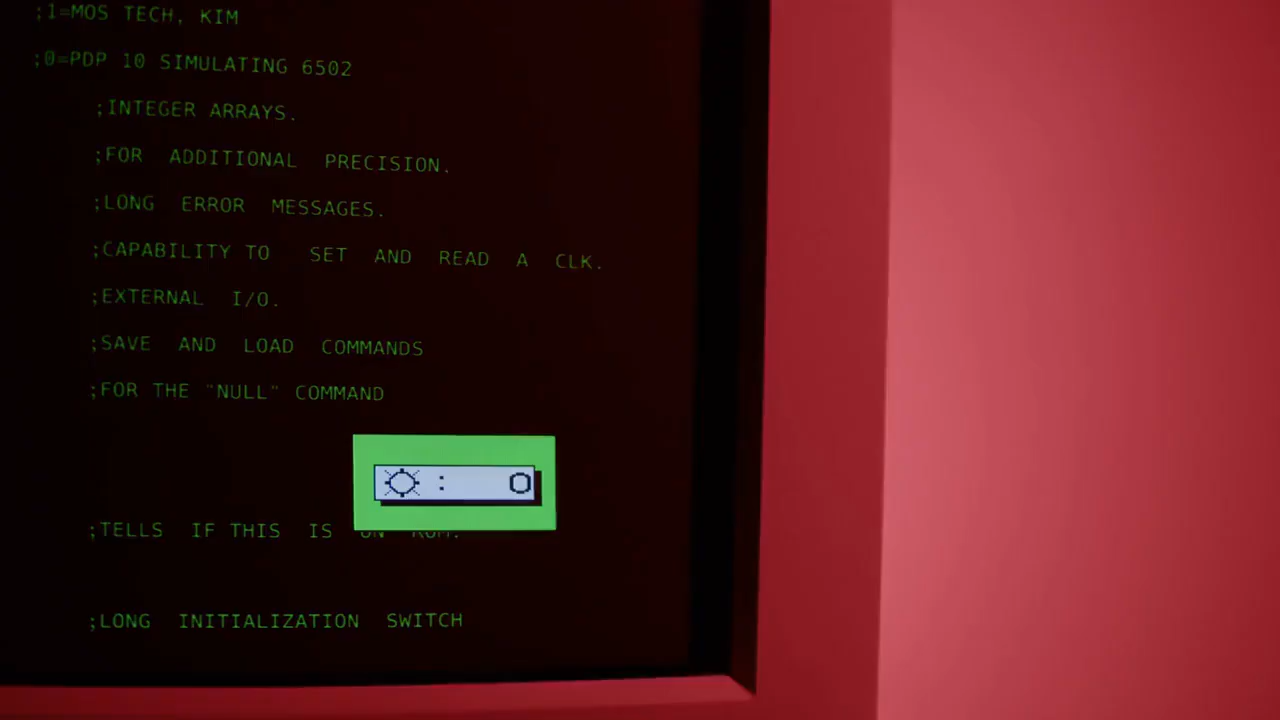 ;1=MOS TECH, KIM
;0=PDP 10 SIMULATING 6502
;INTEGER ARRAYS.
;FOR ADDITIONAL PRECISION.
;LONG ERROR MESSAGES.
;CAPABILITY TO SET AND READ A CLK.
;EXTERNAL I/O.
;SAVE AND LOAD COMMANDS
;FOR THE "NULL" COMMAND
: 0
;TELLS IF THIS IS ON ROM.
;LONG INITIALIZATION SWITCH